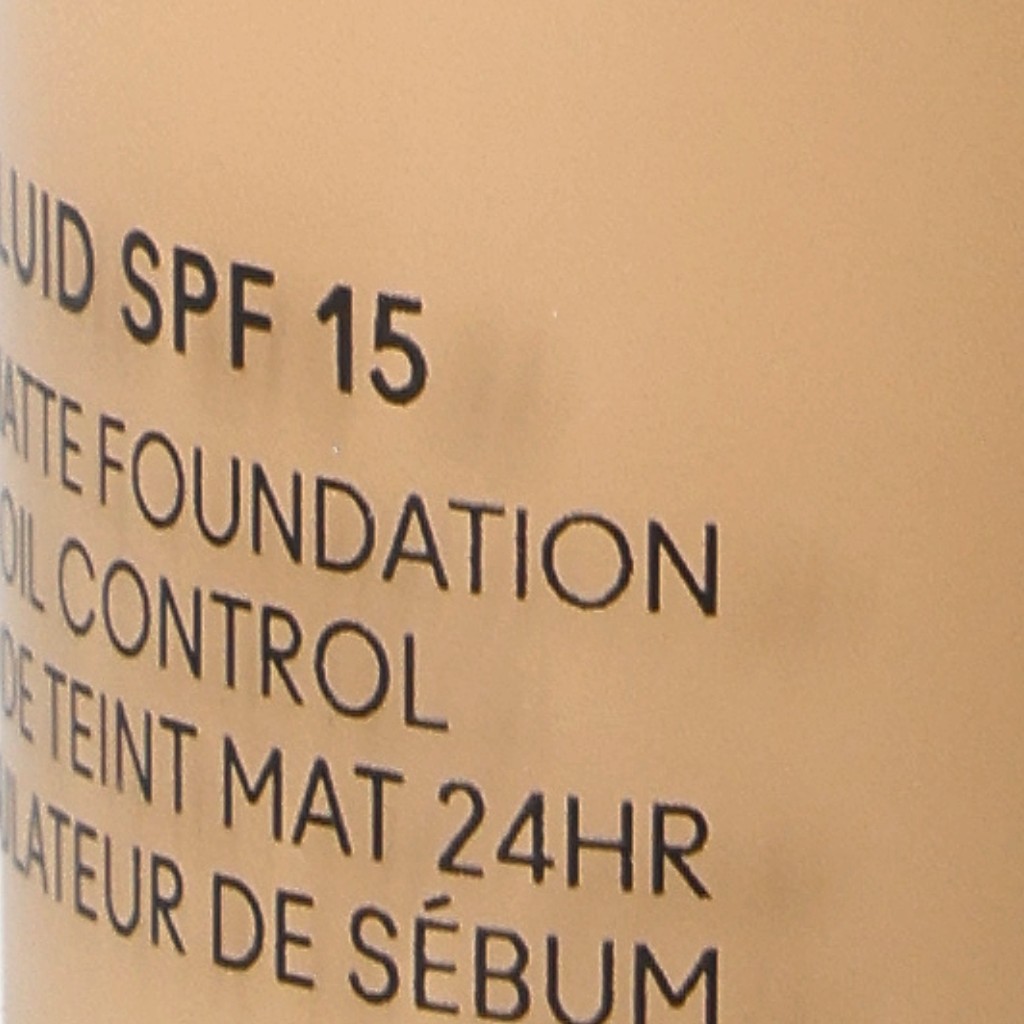 LUID SPF 15
ATTE FOUNDATION
OIL CONTROL
DE TEINT MAT 24HR
ULATEUR DE SÉBUM